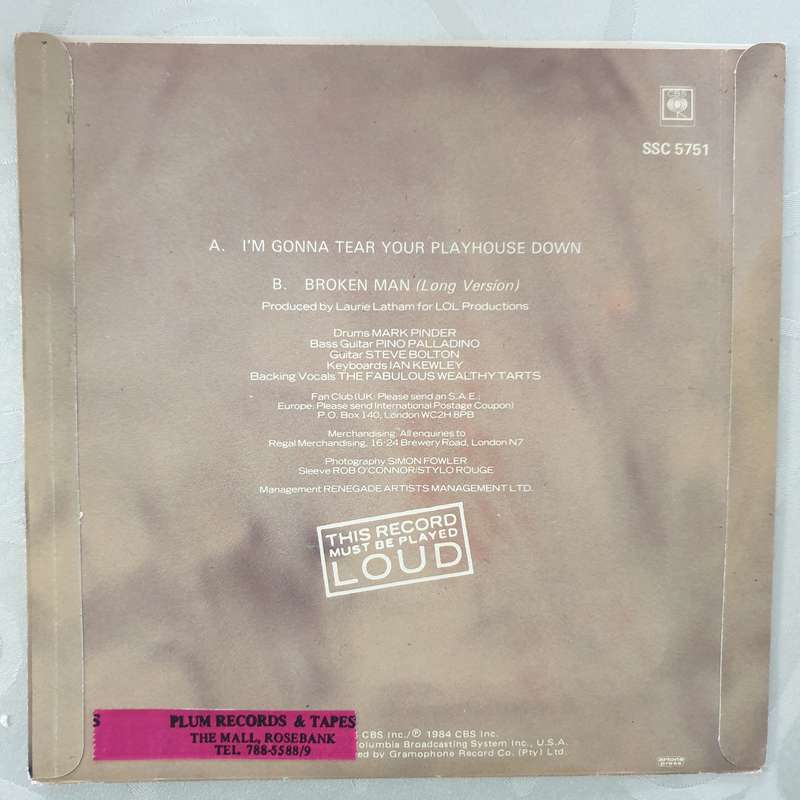 CBS
SSC 5751
A. I'M GONNA TEAR YOUR PLAYHOUSE DOWN
B. BROKEN MAN (Long Version)
Produced by Laurie Latham for LOL Productions
Drums MARK PINDER
Bass Guitar PINO PALLADINO
Guitar STEVE BOLTON
Keyboards IAN KEWLEY
Backing Vocals THE FABULOUS WEALTHY TARTS
Fan Club (UK: Please send an S.A.E.;
Europe: Please send International Postage Coupon)
P.O. Box 140, London WC2H 8PB
Merchandising: All enquiries to
Regal Merchandising, 16-24 Brewery Road, London N7
Photography SIMON FOWLER
Sleeve ROB O'CONNOR/STYLO ROUGE
Management RENEGADE ARTISTS MANAGEMENT LTD.
THIS RECORD
MUST BE PLAYED
LOUD
S PLUM RECORDS & TAPES
THE MALL, ROSEBANK
TEL. 788-5588/9
CBS Inc./℗ 1984 CBS Inc.
olumbia Broadcasting System Inc., U.S.A.
ed by Gramophone Record Co. (Pty) Ltd.
artone
press